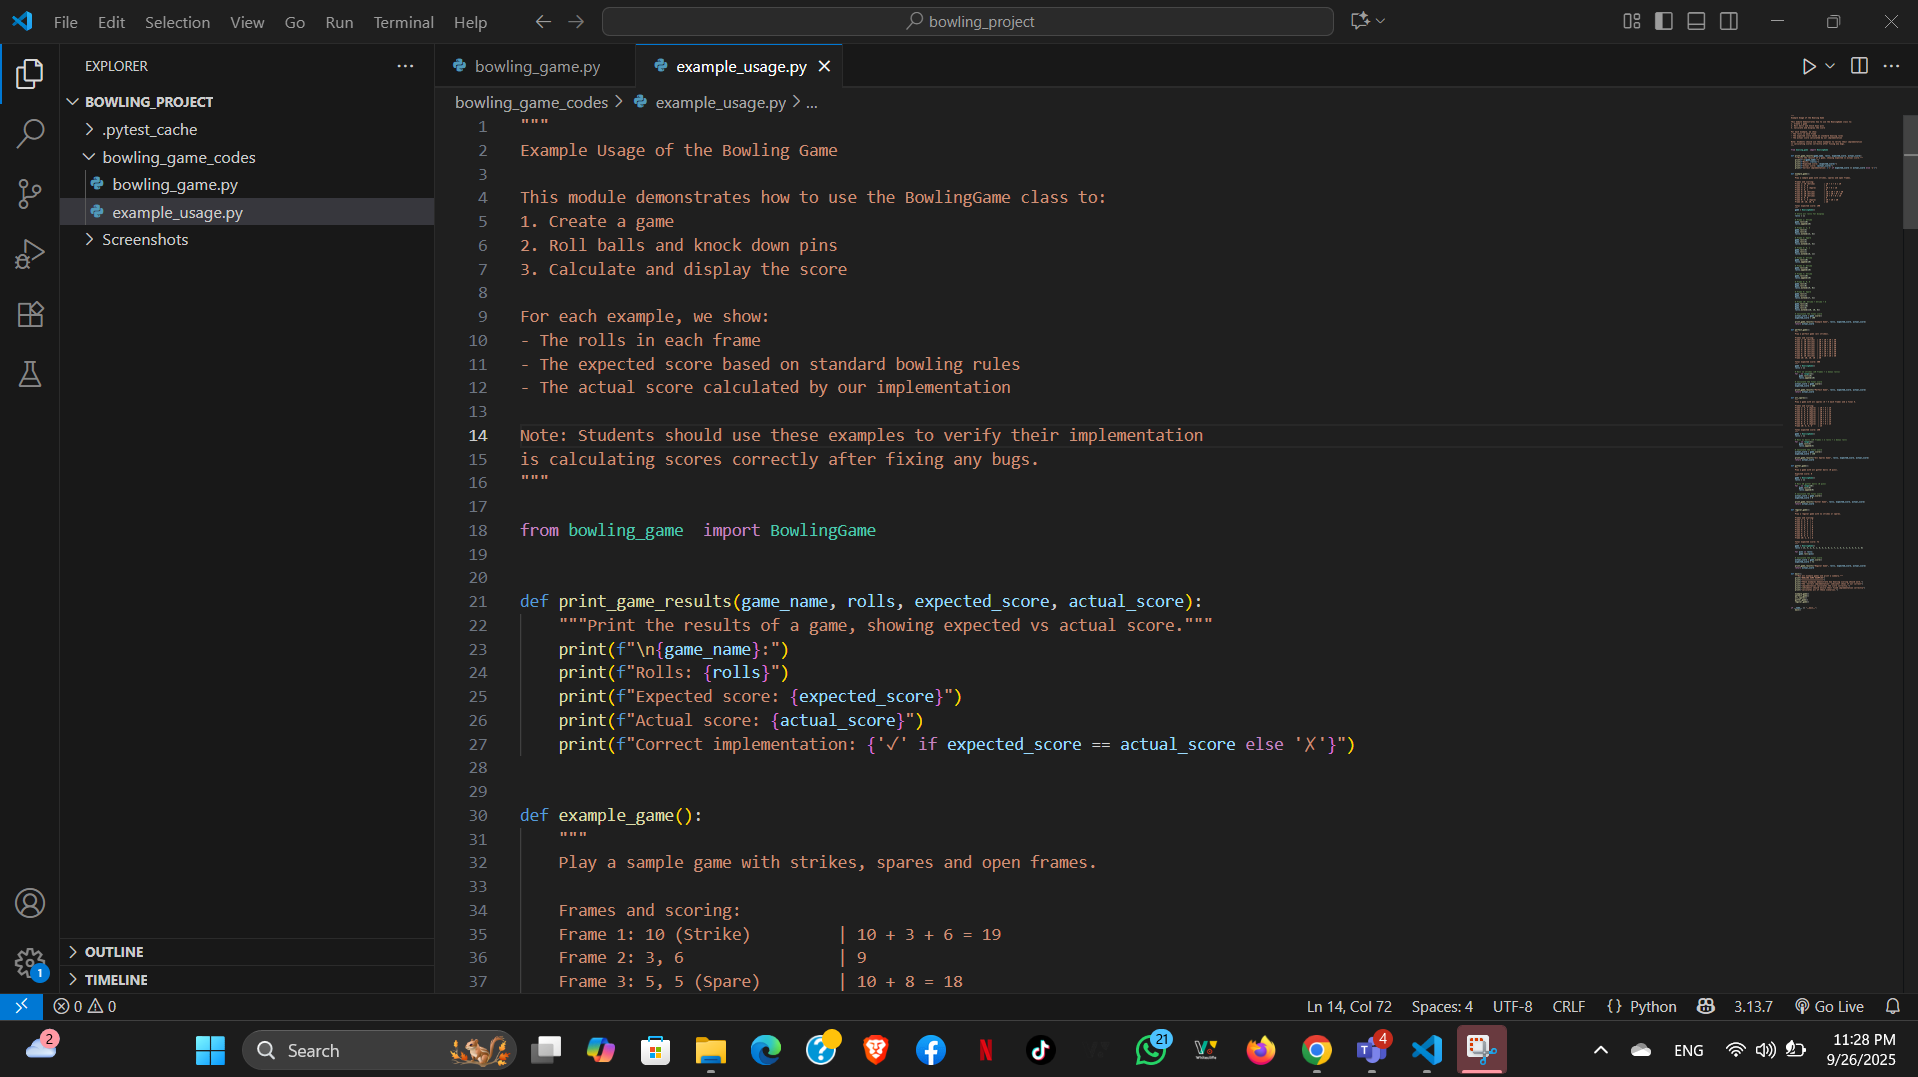 File Edit Selection View Go Run Terminal Help
bowling_project
EXPLORER
BOWLING_PROJECT
.pytest_cache
bowling_game_codes
bowling_game.py
example_usage.py
Screenshots
OUTLINE
TIMELINE
bowling_game.py
example_usage.py
bowling_game_codes > example_usage.py > ...
1 """
2 Example Usage of the Bowling Game
3
4 This module demonstrates how to use the BowlingGame class to:
5 1. Create a game
6 2. Roll balls and knock down pins
7 3. Calculate and display the score
8
9 For each example, we show:
10 - The rolls in each frame
11 - The expected score based on standard bowling rules
12 - The actual score calculated by our implementation
13
14 Note: Students should use these examples to verify their implementation
15 is calculating scores correctly after fixing any bugs.
16 """
17
18 from bowling_game  import BowlingGame
19
20
21 def print_game_results(game_name, rolls, expected_score, actual_score):
22     """Print the results of a game, showing expected vs actual score."""
23     print(f"\n{game_name}:")
24     print(f"Rolls: {rolls}")
25     print(f"Expected score: {expected_score}")
26     print(f"Actual score: {actual_score}")
27     print(f"Correct implementation: {'✓' if expected_score == actual_score else '✗'}")
28
29
30 def example_game():
31     """
32     Play a sample game with strikes, spares and open frames.
33
34     Frames and scoring:
35     Frame 1: 10 (Strike)         | 10 + 3 + 6 = 19
36     Frame 2: 3, 6                | 9
37     Frame 3: 5, 5 (Spare)        | 10 + 8 = 18
1
0 0
Ln 14, Col 72 Spaces: 4 UTF-8 CRLF {} Python 3.13.7 Go Live
2
Search
21
4
ENG
11:28 PM
9/26/2025